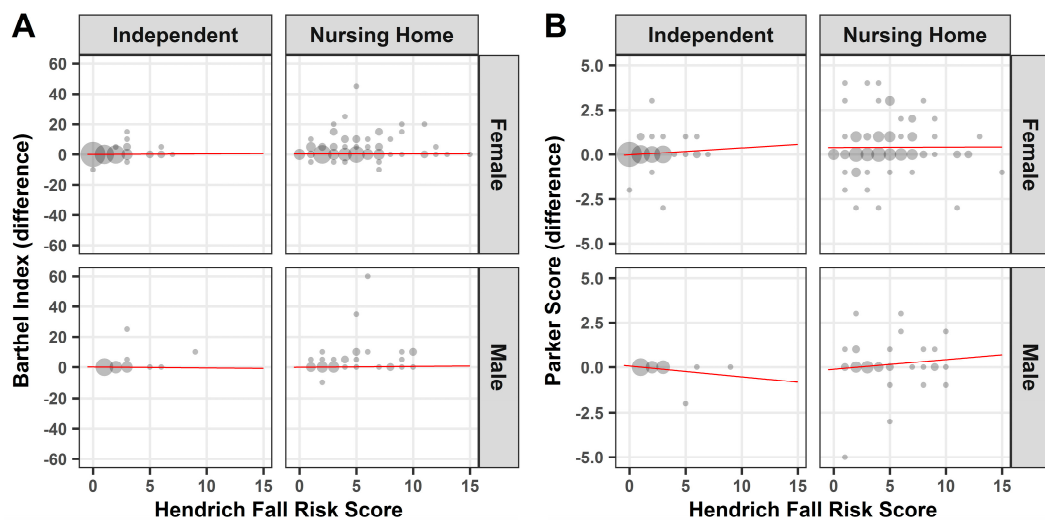 A
Independent
Nursing Home
60
40
20
0
-20
-40
-60
Female
60
40
20
0
-20
-40
-60
Male
Barthel Index (difference)
0
5
10
15
0
5
10
15
Hendrich Fall Risk Score
B
Independent
Nursing Home
5.0
2.5
0.0
-2.5
-5.0
Female
5.0
2.5
0.0
-2.5
-5.0
Male
Parker Score (difference)
0
5
10
15
0
5
10
15
Hendrich Fall Risk Score